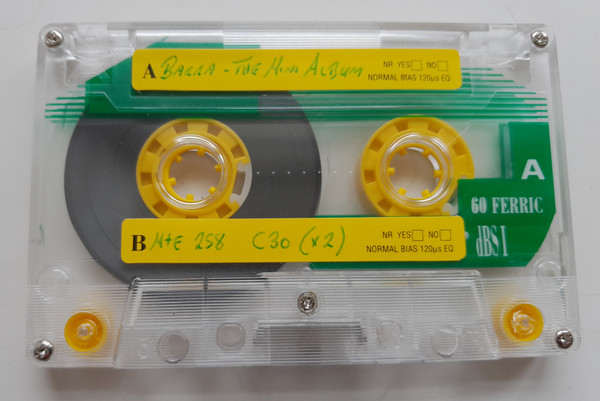 A BARRA - THE MINI ALBUM
NR YES NO
NORMAL BIAS 120µs EQ
A
60 FERRIC
dBS I
B M+E 258 C30 (x2)
NR YES NO
NORMAL BIAS 120µs EQ